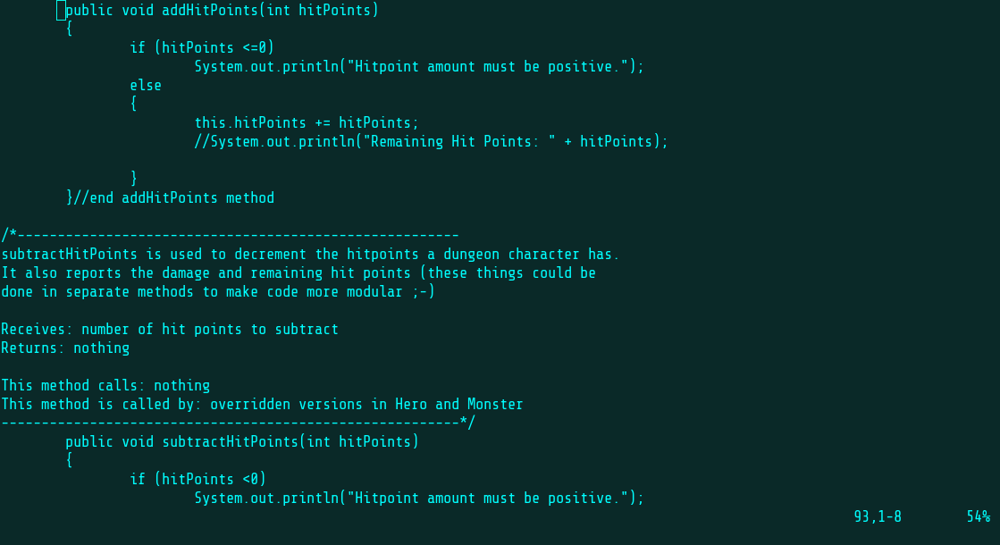 public void addHitPoints(int hitPoints)
{
if (hitPoints <=0)
System.out.println("Hitpoint amount must be positive.");
else
{
this.hitPoints += hitPoints;
//System.out.println("Remaining Hit Points: " + hitPoints);
}
}//end addHitPoints method
/*-------------------------------------------------------
subtractHitPoints is used to decrement the hitpoints a dungeon character has.
It also reports the damage and remaining hit points (these things could be
done in separate methods to make code more modular ;-)
Receives: number of hit points to subtract
Returns: nothing
This method calls: nothing
This method is called by: overridden versions in Hero and Monster
---------------------------------------------------------*/
public void subtractHitPoints(int hitPoints)
{
if (hitPoints <0)
System.out.println("Hitpoint amount must be positive.");
93,1-8 54%